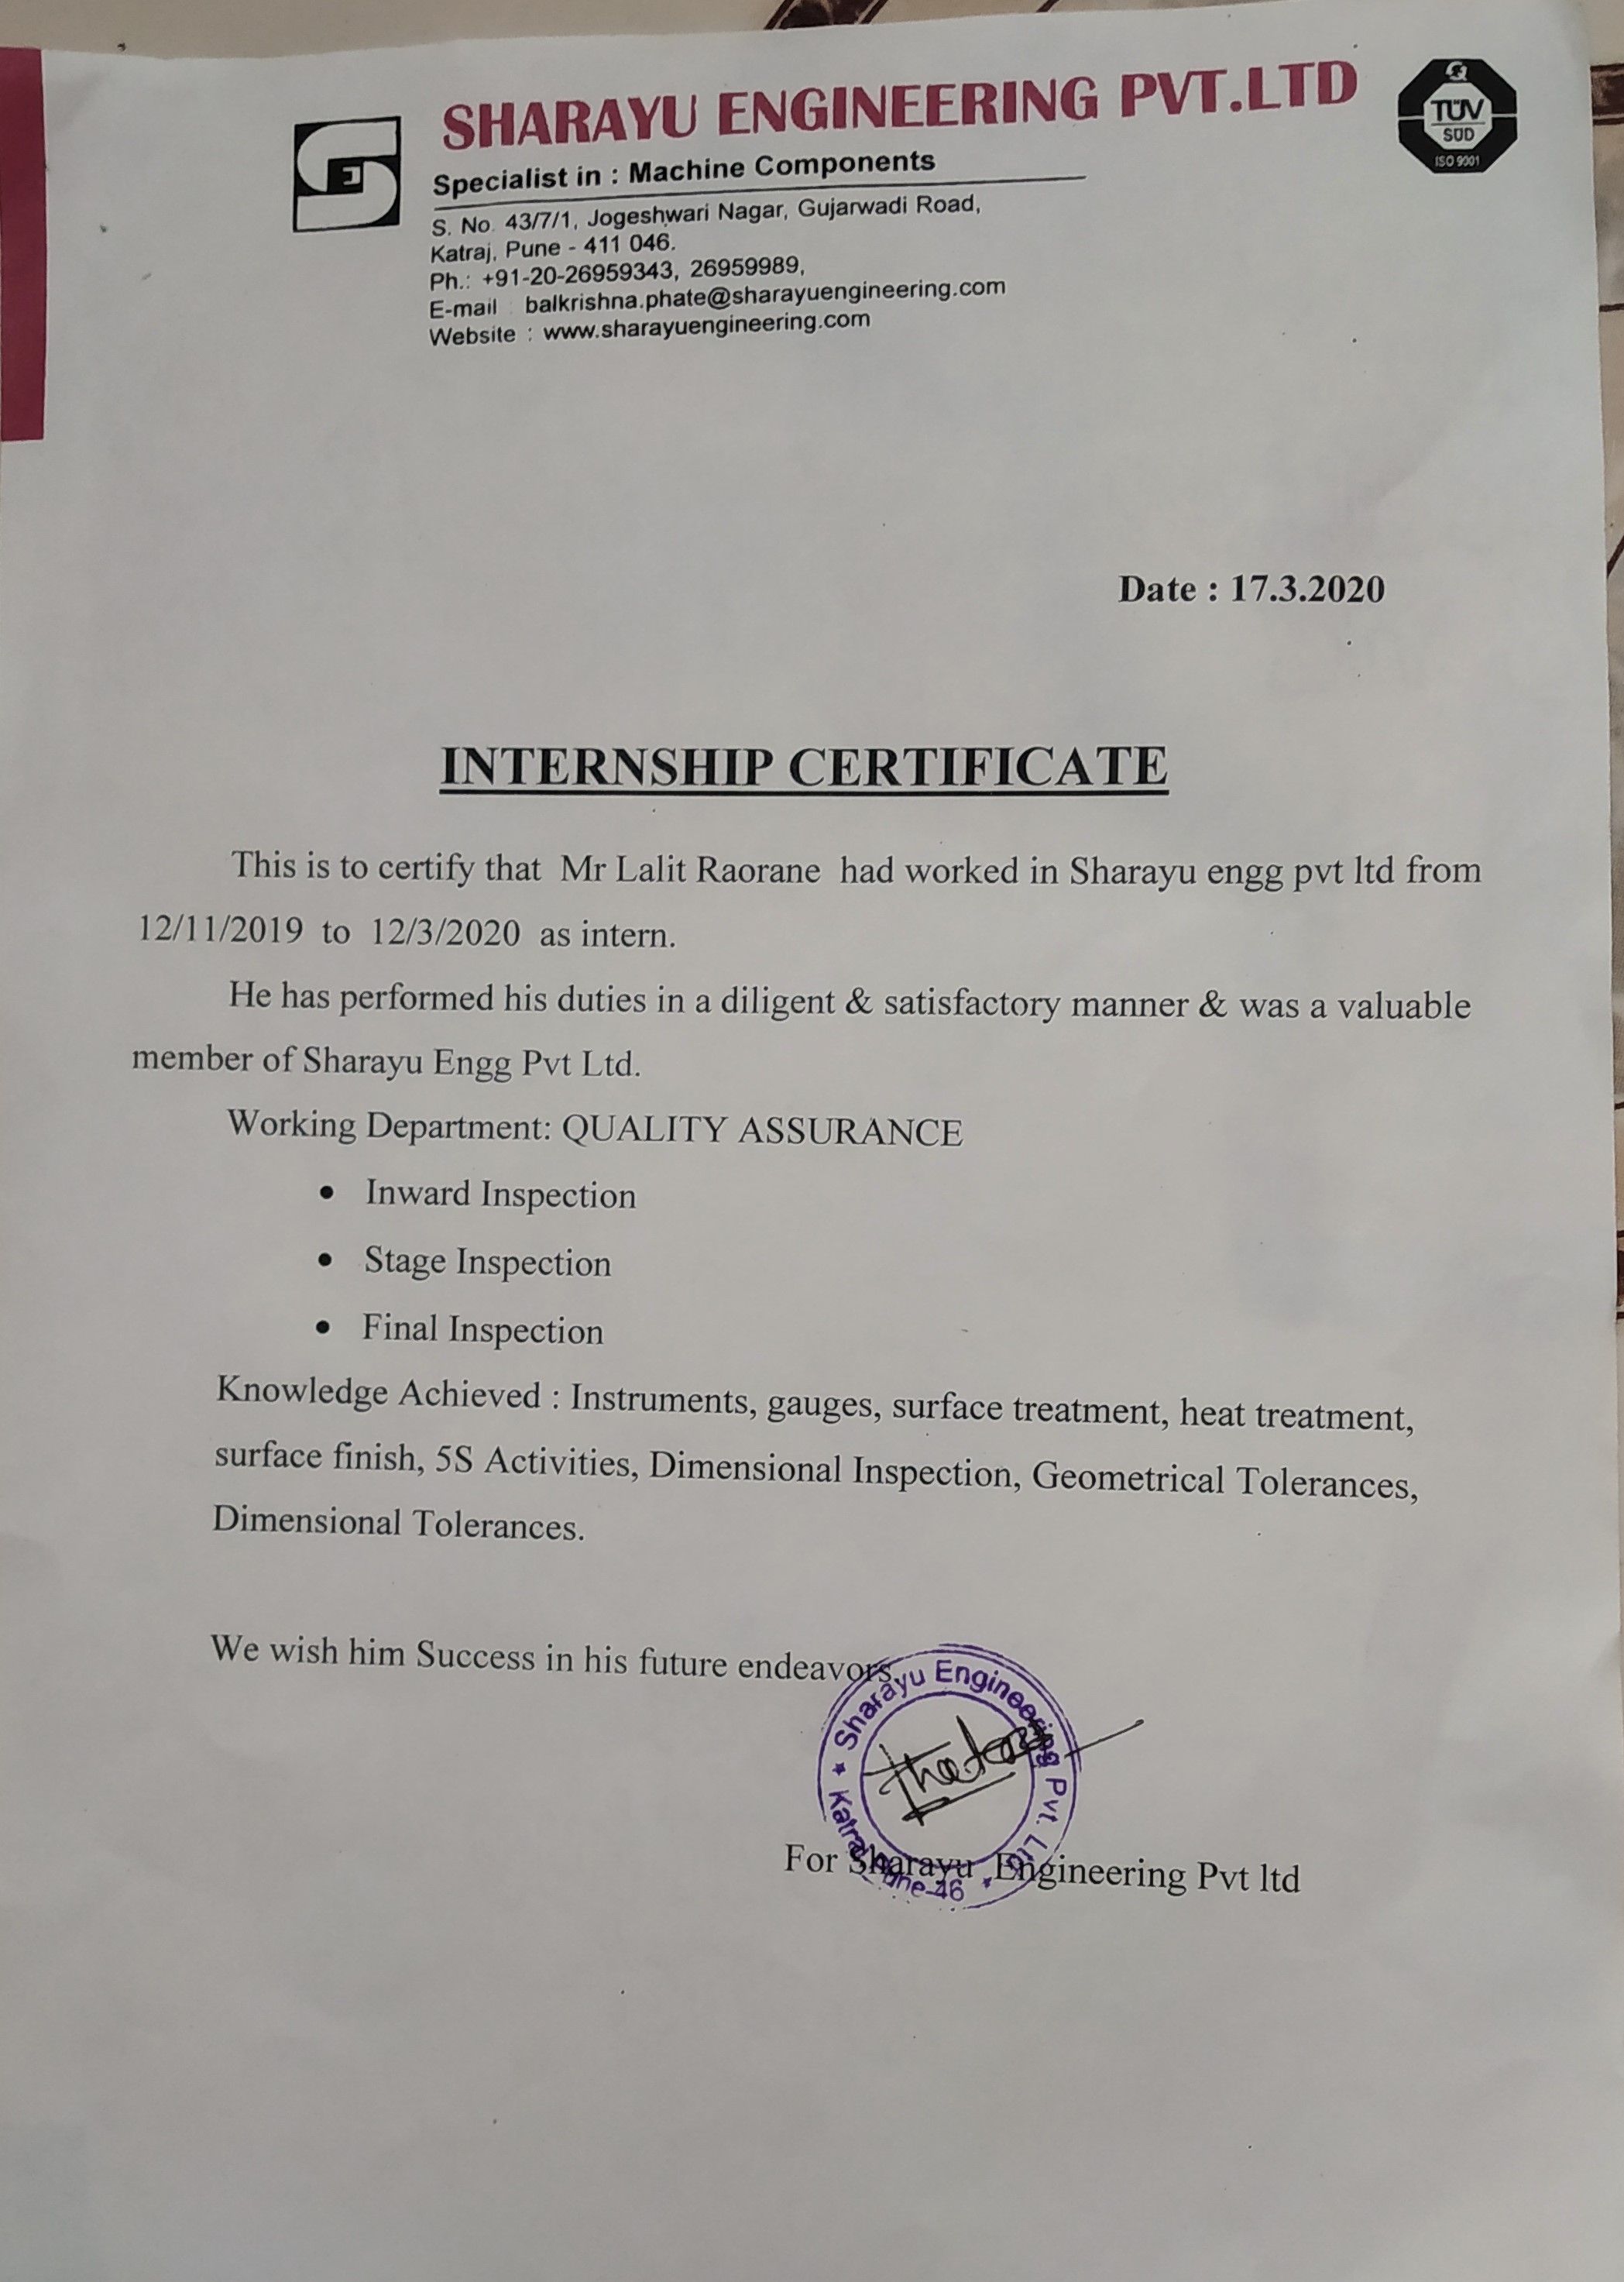 SHARAYU ENGINEERING PVT.LTD
TÜV
SÜD
ISO 9001
Specialist in : Machine Components
S. No. 43/7/1, Jogeshwari Nagar, Gujarwadi Road,
Katraj, Pune - 411 046.
Ph.: +91-20-26959343, 26959989,
E-mail : balkrishna.phate@sharayuengineering.com
Website : www.sharayuengineering.com
Date : 17.3.2020
INTERNSHIP CERTIFICATE
This is to certify that Mr Lalit Raorane had worked in Sharayu engg pvt ltd from
12/11/2019 to 12/3/2020 as intern.
He has performed his duties in a diligent & satisfactory manner & was a valuable
member of Sharayu Engg Pvt Ltd.
Working Department: QUALITY ASSURANCE
• Inward Inspection
• Stage Inspection
• Final Inspection
Knowledge Achieved : Instruments, gauges, surface treatment, heat treatment,
surface finish, 5S Activities, Dimensional Inspection, Geometrical Tolerances,
Dimensional Tolerances.
We wish him Success in his future endeavors.
Sharayu Engineering Pvt. Ltd.
Katraj, Pune-46
For Sharayu Engineering Pvt ltd